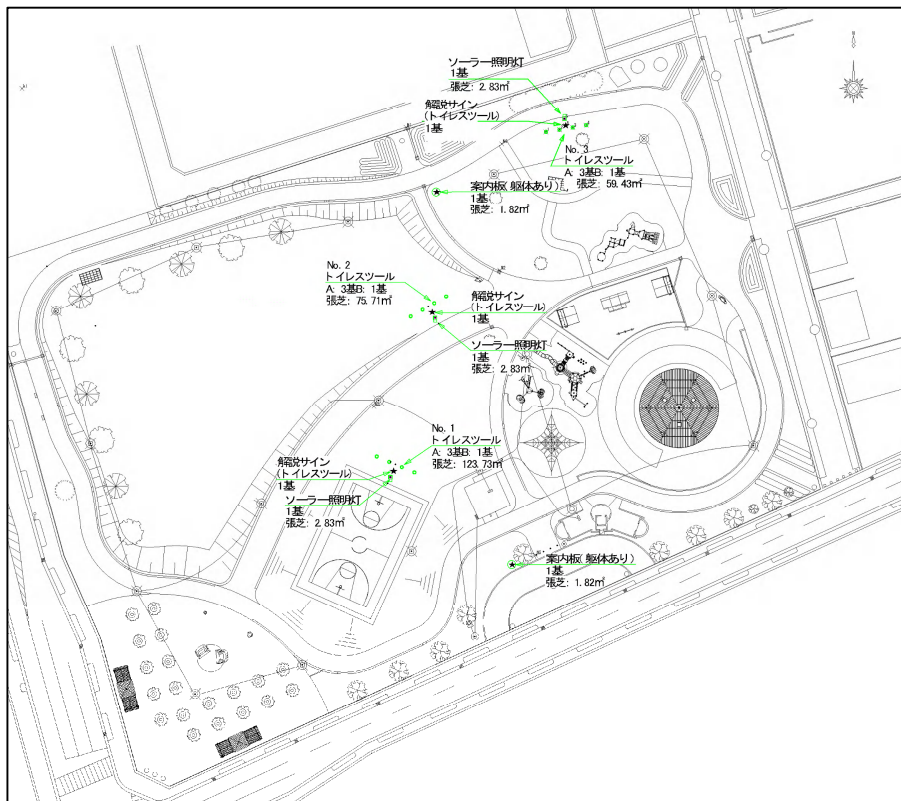 ソーラー照明灯
1基
張芝: 2.83㎡
解説サイン
(トイレスツール)
1基
No. 3
トイレスツール
A: 3基B: 1基
張芝: 59.43㎡
案内板( 躯体あり)
1基
張芝: 1.82㎡
No. 2
トイレスツール
A: 3基B: 1基
張芝: 75.71㎡
解説サイン
(トイレスツール)
1基
ソーラー照明灯
1基
張芝: 2.83㎡
No. 1
トイレスツール
A: 3基B: 1基
張芝: 123.73㎡
解説サイン
(トイレスツール)
1基
ソーラー照明灯
1基
張芝: 2.83㎡
案内板( 躯体あり)
1基
張芝: 1.82㎡